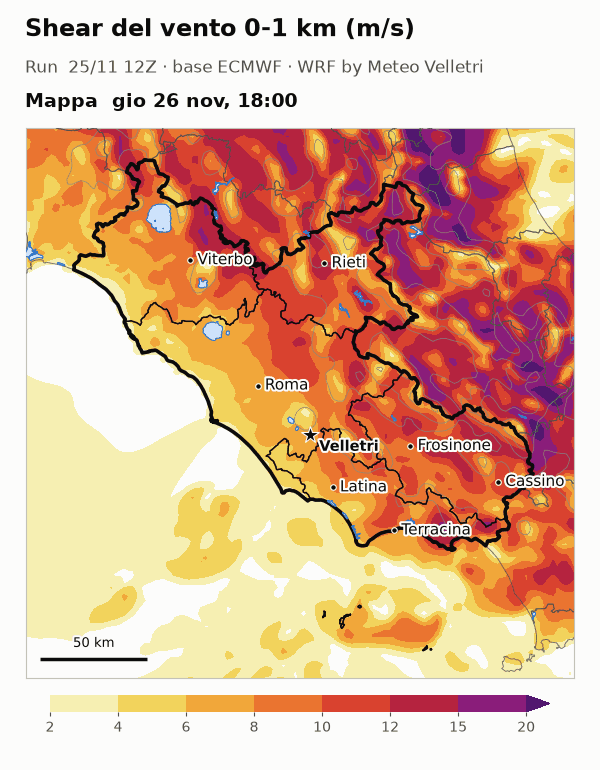 Shear del vento 0-1 km (m/s)
Run  25/11 12Z · base ECMWF · WRF by Meteo Velletri
Mappa  gio 26 nov, 18:00
Viterbo
Rieti
Roma
Velletri
Frosinone
Latina
Cassino
Terracina
50 km
2 4 6 8 10 12 15 20